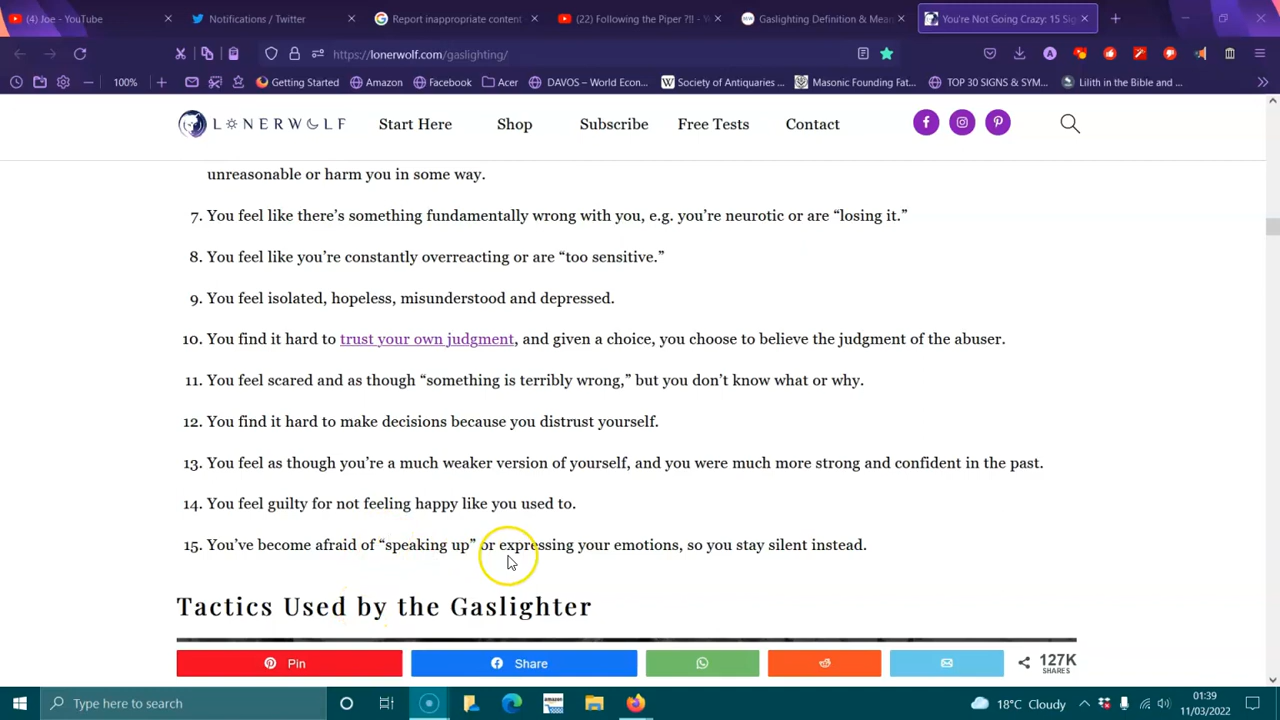 (4) Joe - YouTube
Notifications / Twitter
Report inappropriate content
(22) Following the Piper ?!! - 
Gaslighting Definition & Mea
You're Not Going Crazy: 15 Sig
https://lonerwolf.com/gaslighting/
100%
Getting Started
Amazon
Facebook
Acer
DAVOS – World Econ...
Society of Antiquaries ...
Masonic Founding Fat...
TOP 30 SIGNS & SYM...
Lilith in the Bible and ...
LONERWOLF
Start Here
Shop
Subscribe
Free Tests
Contact
unreasonable or harm you in some way.
7. You feel like there's something fundamentally wrong with you, e.g. you're neurotic or are “losing it.”
8. You feel like you're constantly overreacting or are “too sensitive.”
9. You feel isolated, hopeless, misunderstood and depressed.
10. You find it hard to trust your own judgment, and given a choice, you choose to believe the judgment of the abuser.
11. You feel scared and as though “something is terribly wrong,” but you don't know what or why.
12. You find it hard to make decisions because you distrust yourself.
13. You feel as though you're a much weaker version of yourself, and you were much more strong and confident in the past.
14. You feel guilty for not feeling happy like you used to.
15. You've become afraid of “speaking up” or expressing your emotions, so you stay silent instead.
Tactics Used by the Gaslighter
Pin
Share
127K
SHARES
Type here to search
18°C Cloudy
01:39
11/03/2022